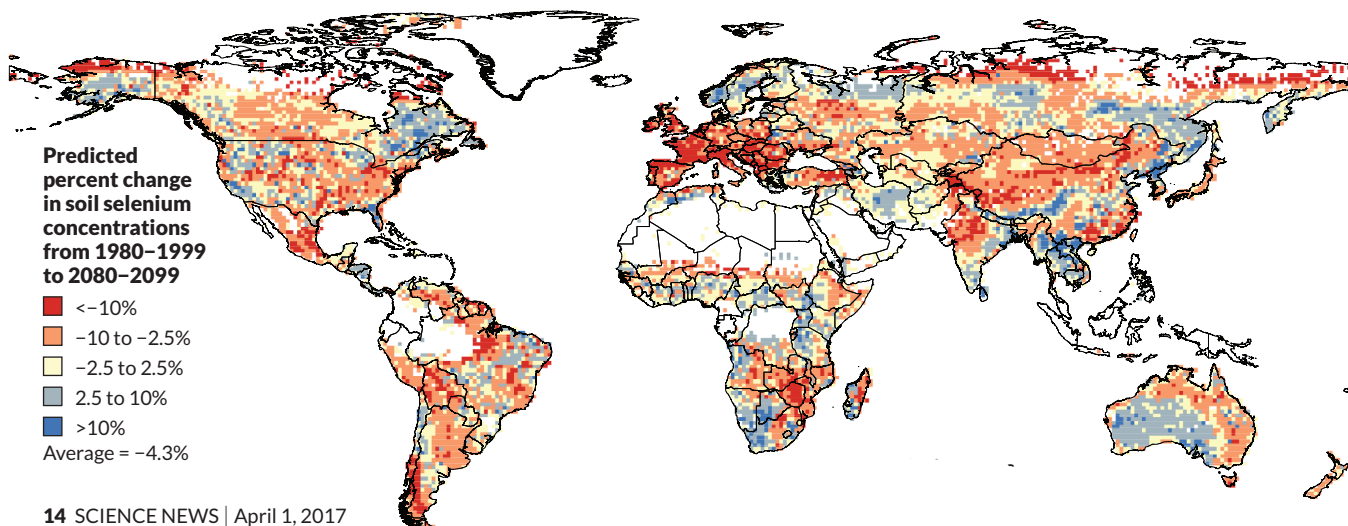 Predicted
percent change
in soil selenium
concentrations
from 1980–1999
to 2080–2099
<−10%
−10 to −2.5%
−2.5 to 2.5%
2.5 to 10%
>10%
Average = −4.3%
14 SCIENCE NEWS | April 1, 2017